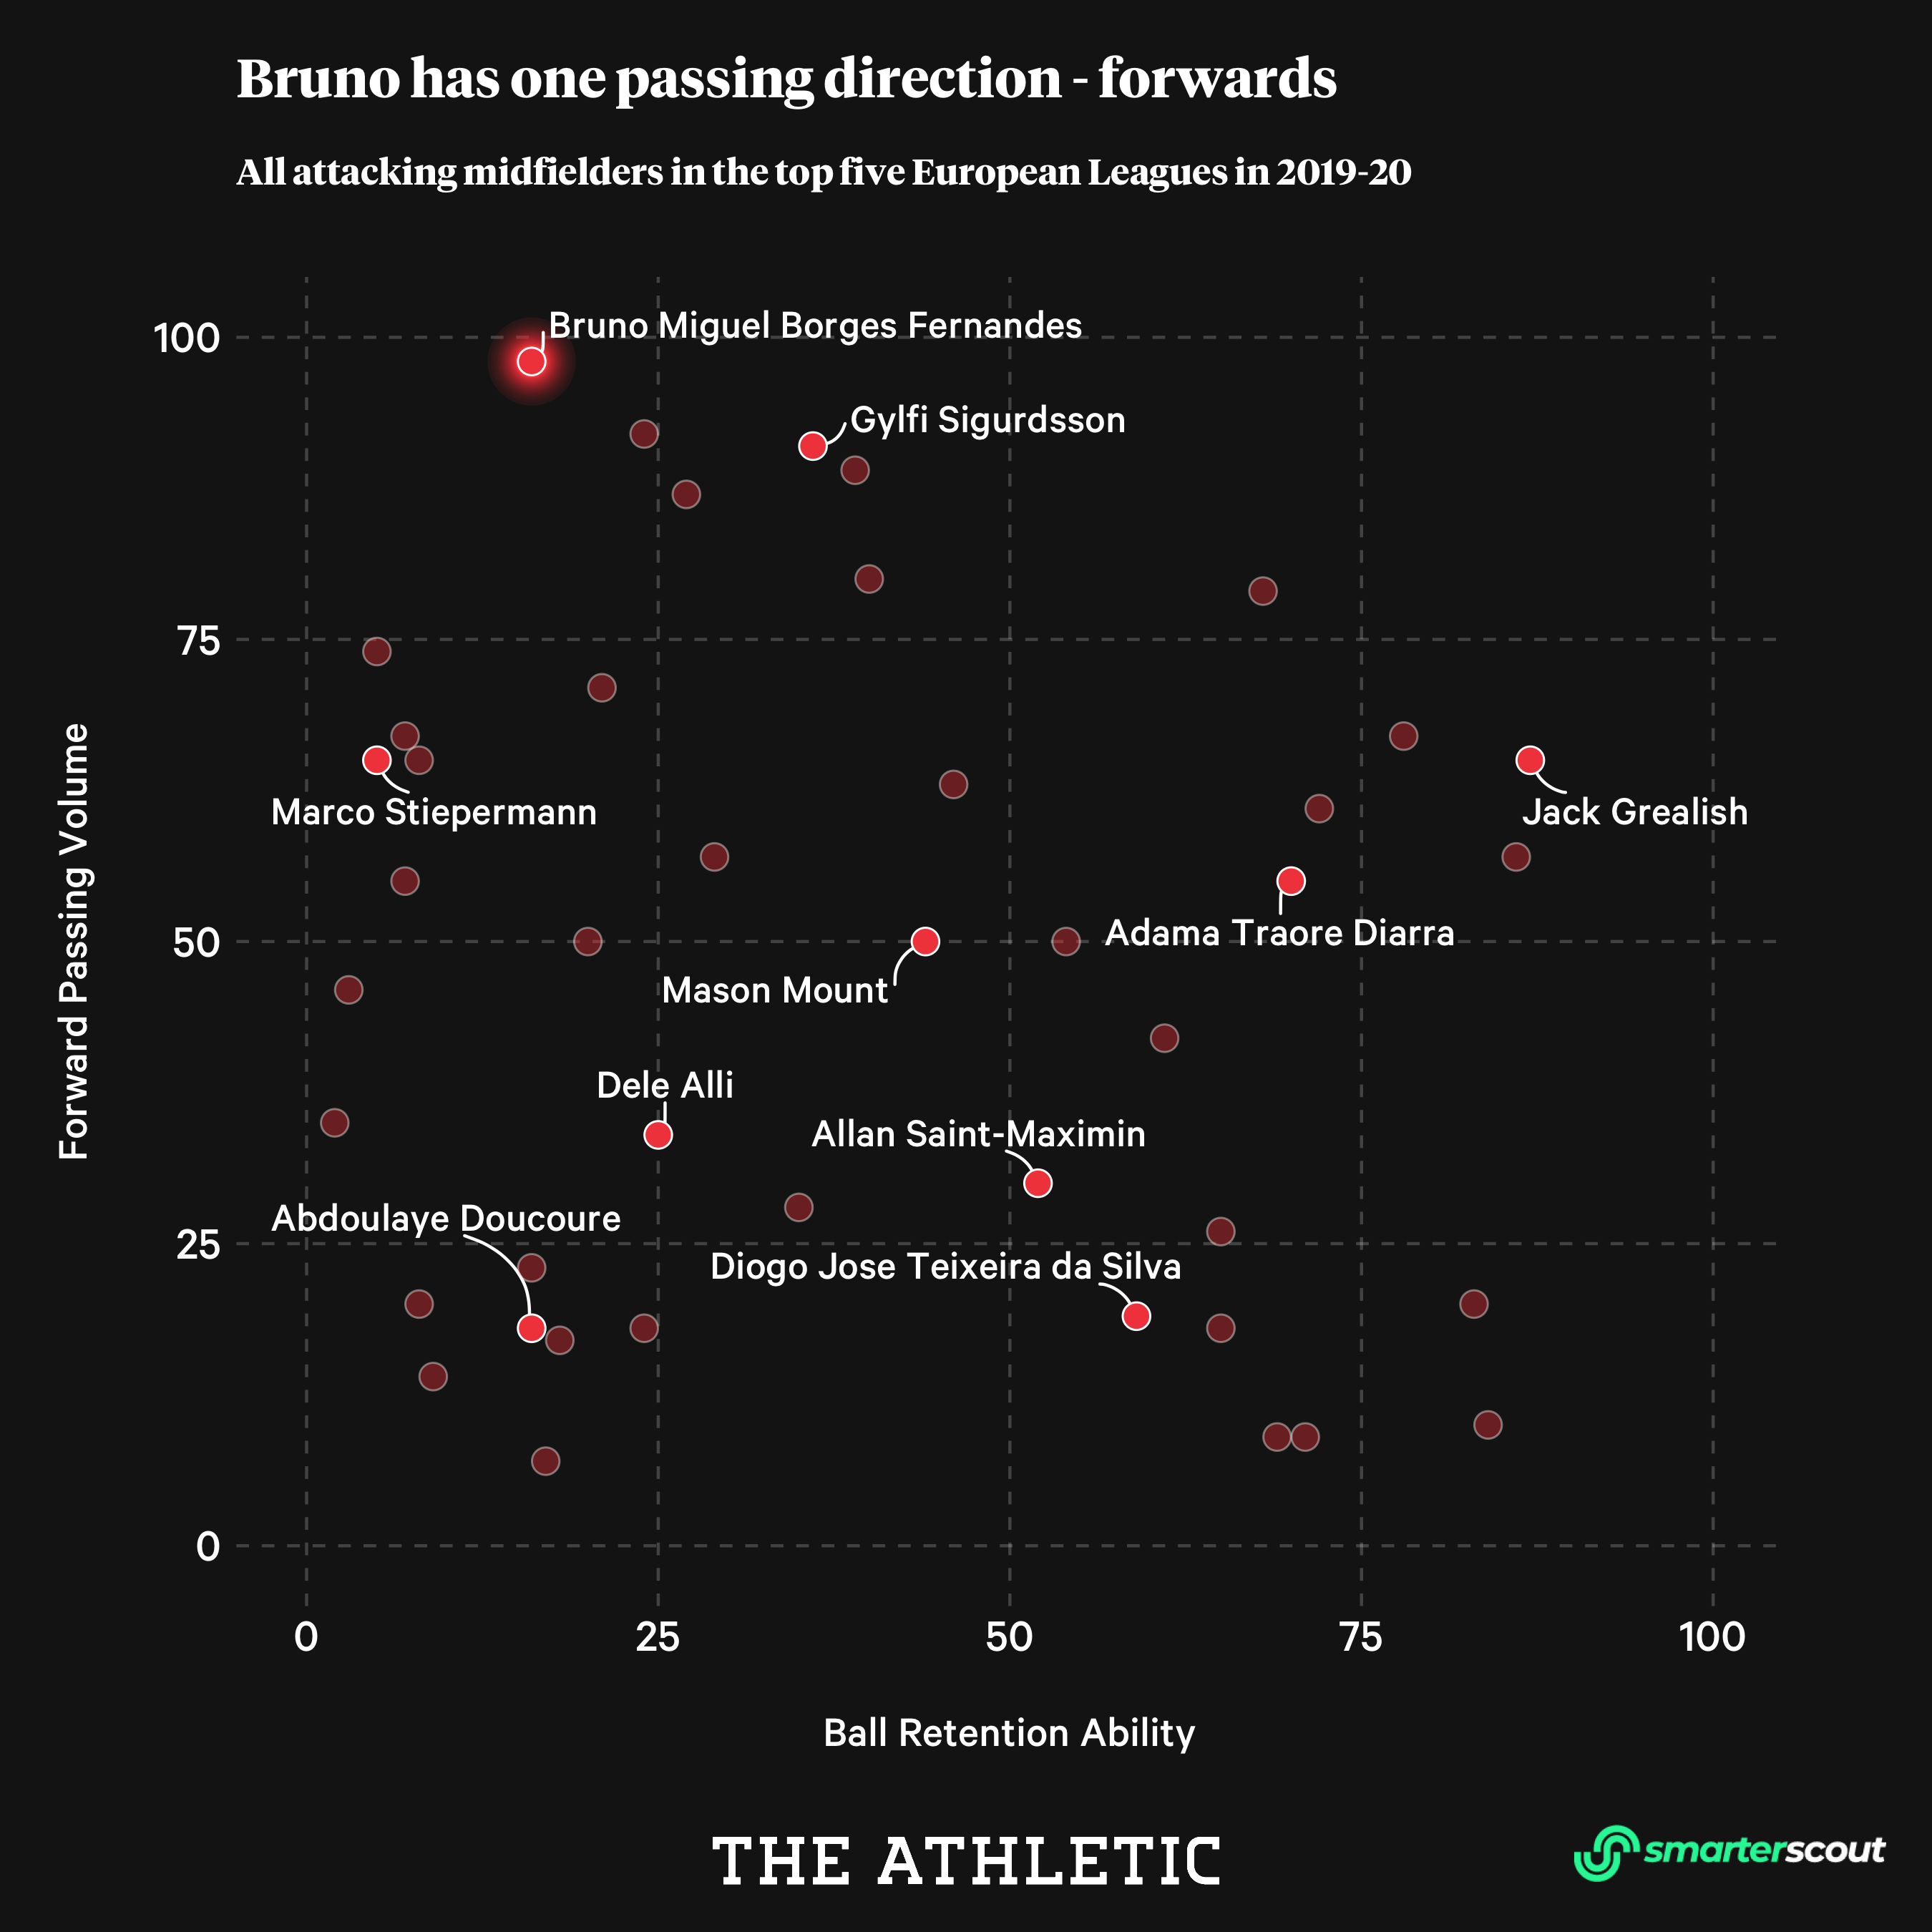 Bruno has one passing direction - forwards
All attacking midfielders in the top five European Leagues in 2019-20
Bruno Miguel Borges Fernandes
100
Gylfi Sigurdsson
75
Forward Passing Volume
Marco Stiepermann
Jack Grealish
Adama Traore Diarra
50
Mason Mount
Dele Alli
Allan Saint-Maximin
Abdoulaye Doucoure
25
Diogo Jose Teixeira da Silva
0
0 25 50 75 100
Ball Retention Ability
THE ATHLETIC
smarterscout